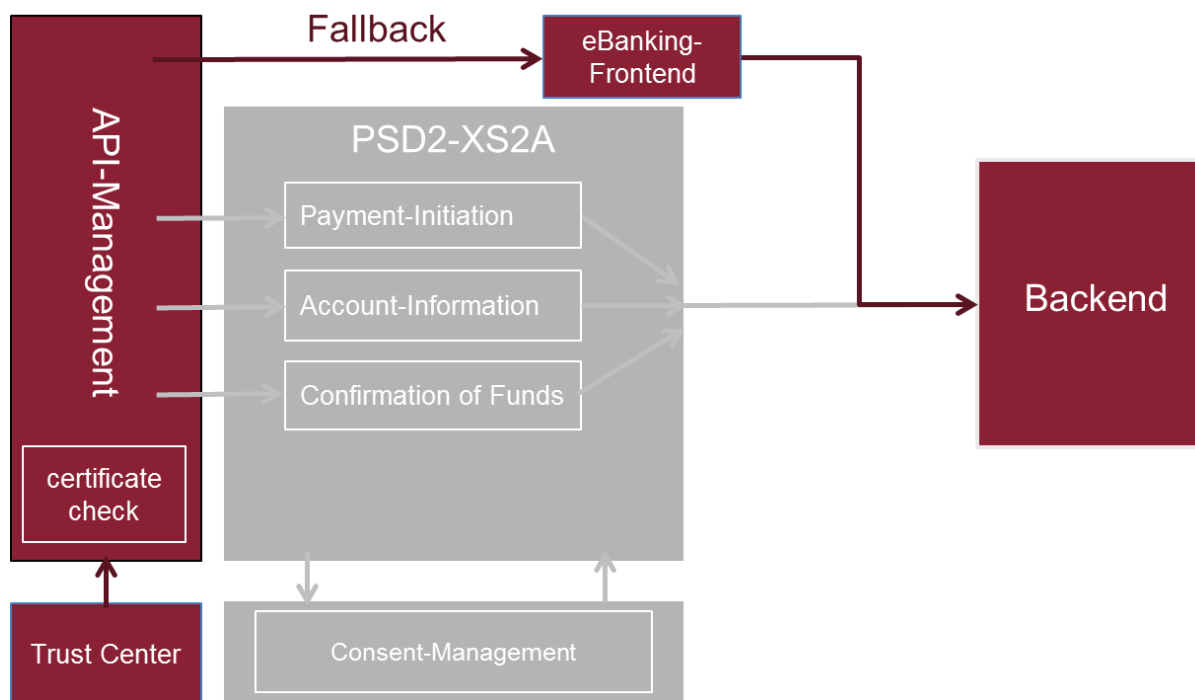 Fallback
eBanking-
Frontend
API-Management
PSD2-XS2A
Payment-Initiation
Account-Information
Confirmation of Funds
Backend
certificate
check
Trust Center
Consent-Management